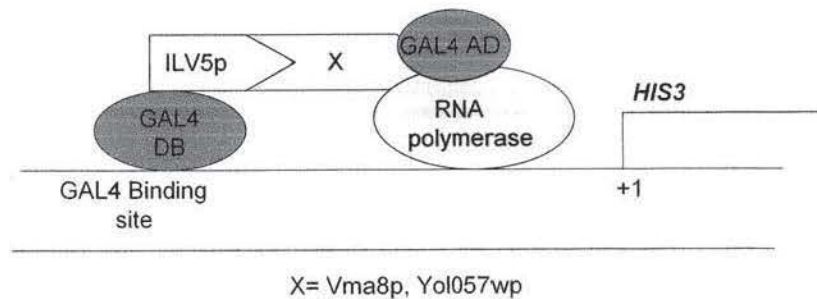 GAL4 AD
ILV5p
X
GAL4
DB
RNA
polymerase
HIS3
GAL4 Binding
site
+1
X= Vma8p, Yol057wp